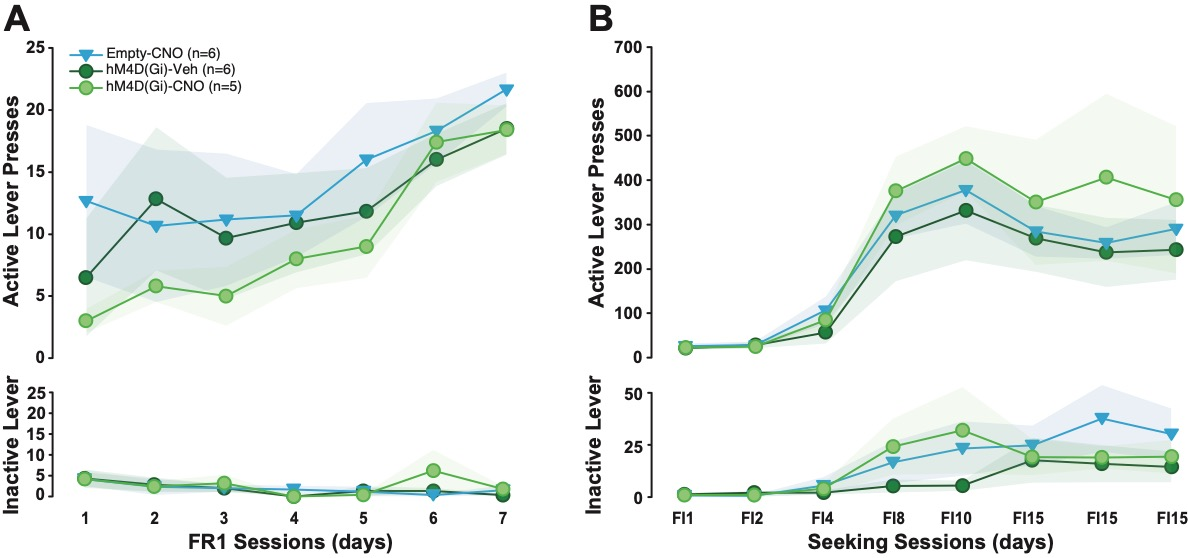 A
Empty-CNO (n=6)
hM4D(Gi)-Veh (n=6)
hM4D(Gi)-CNO (n=5)
Active Lever Presses
25
20
15
10
5
0
Inactive Lever
25
20
15
10
5
0
1 2 3 4 5 6 7
FR1 Sessions (days)
B
Active Lever Presses
700
600
500
400
300
200
100
0
Inactive Lever
50
25
0
FI1 FI2 FI4 FI8 FI10 FI15 FI15 FI15
Seeking Sessions (days)